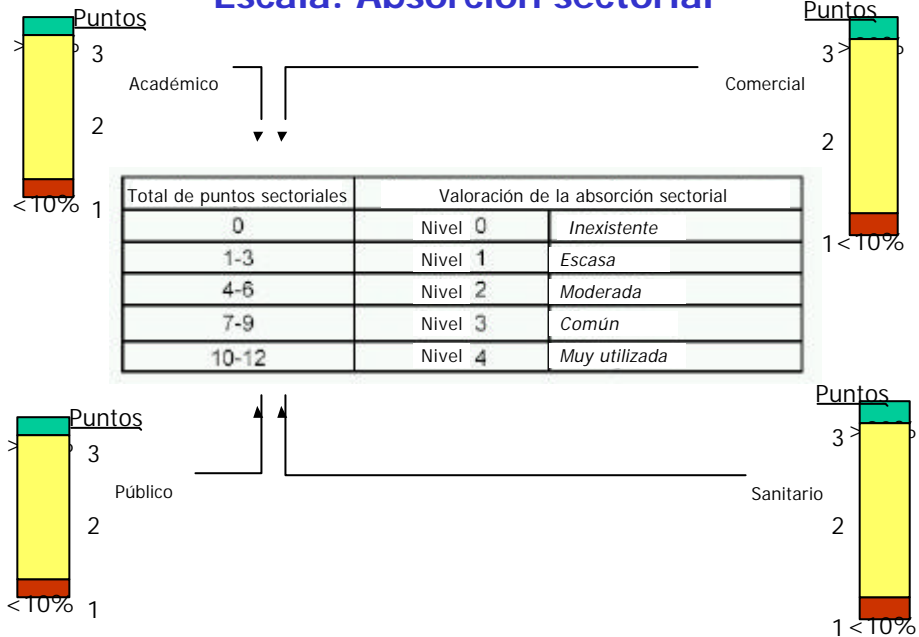 Escala: Absorción sectorial
Puntos
3
2
1
<10%
Académico
Puntos
3
2
1<10%
Comercial
Total de puntos sectoriales Valoración de la absorción sectorial
0 Nivel 0 Inexistente
1-3 Nivel 1 Escasa
4-6 Nivel 2 Moderada
7-9 Nivel 3 Común
10-12 Nivel 4 Muy utilizada
Puntos
3
2
<10% 1
Público
Puntos
3
2
1<10%
Sanitario